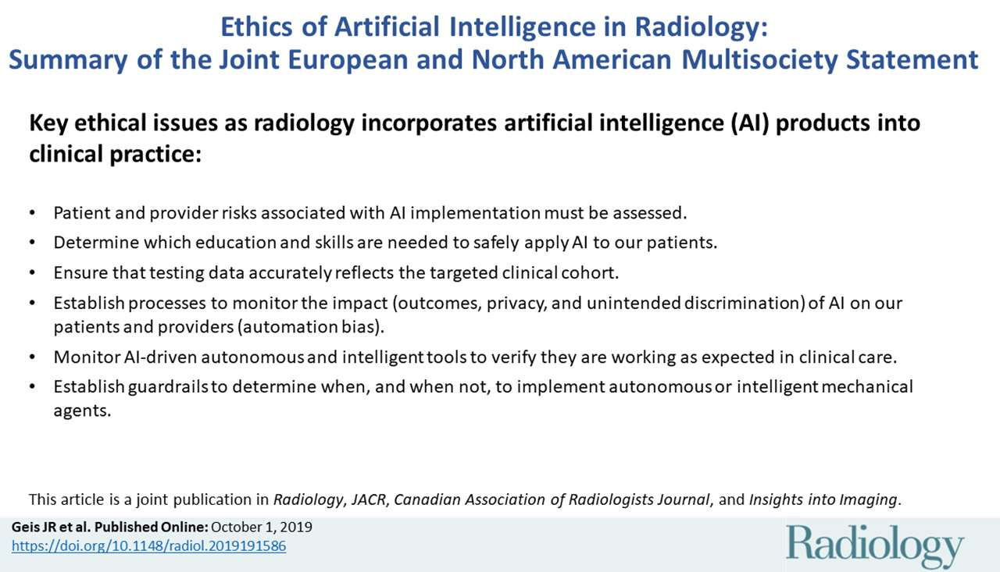 Ethics of Artificial Intelligence in Radiology:
Summary of the Joint European and North American Multisociety Statement
Key ethical issues as radiology incorporates artificial intelligence (AI) products into
clinical practice:
• Patient and provider risks associated with AI implementation must be assessed.
• Determine which education and skills are needed to safely apply AI to our patients.
• Ensure that testing data accurately reflects the targeted clinical cohort.
• Establish processes to monitor the impact (outcomes, privacy, and unintended discrimination) of AI on our
patients and providers (automation bias).
• Monitor AI-driven autonomous and intelligent tools to verify they are working as expected in clinical care.
• Establish guardrails to determine when, and when not, to implement autonomous or intelligent mechanical
agents.
This article is a joint publication in Radiology, JACR, Canadian Association of Radiologists Journal, and Insights into Imaging.
Geis JR et al. Published Online: October 1, 2019
https://doi.org/10.1148/radiol.2019191586
Radiology